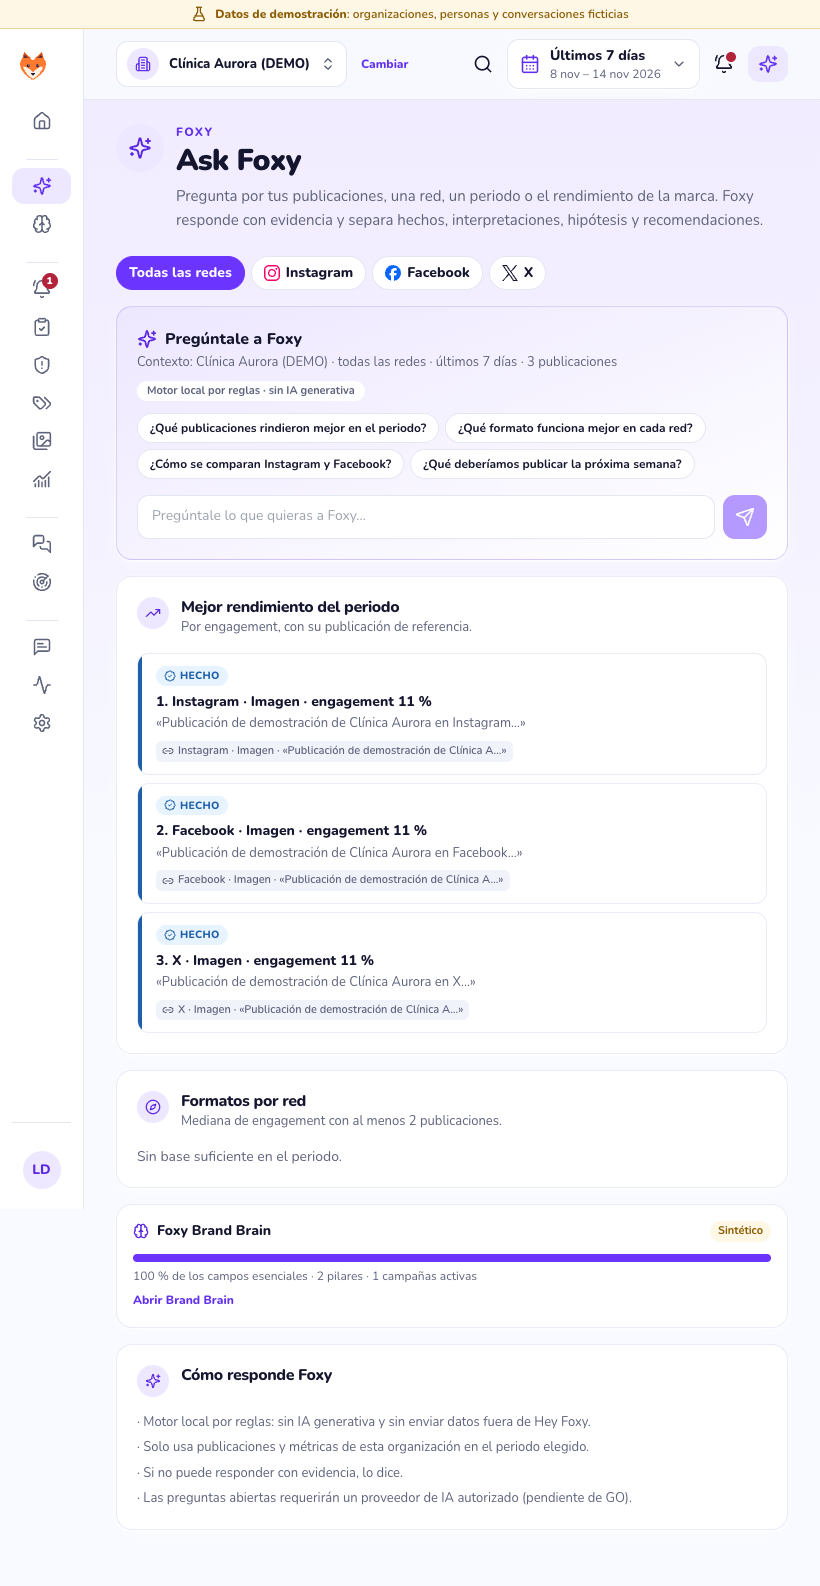 Datos de demostración: organizaciones, personas y conversaciones ficticias
Clínica Aurora (DEMO)
Cambiar
Últimos 7 días
8 nov – 14 nov 2026
FOXY
Ask Foxy
Pregunta por tus publicaciones, una red, un periodo o el rendimiento de la marca. Foxy
responde con evidencia y separa hechos, interpretaciones, hipótesis y recomendaciones.
Todas las redes
Instagram
Facebook
X
1
Pregúntale a Foxy
Contexto: Clínica Aurora (DEMO) · todas las redes · últimos 7 días · 3 publicaciones
Motor local por reglas · sin IA generativa
¿Qué publicaciones rindieron mejor en el periodo?
¿Qué formato funciona mejor en cada red?
¿Cómo se comparan Instagram y Facebook?
¿Qué deberíamos publicar la próxima semana?
Pregúntale lo que quieras a Foxy...
Mejor rendimiento del periodo
Por engagement, con su publicación de referencia.
HECHO
1. Instagram · Imagen · engagement 11 %
«Publicación de demostración de Clínica Aurora en Instagram...»
Instagram · Imagen · «Publicación de demostración de Clínica A...»
HECHO
2. Facebook · Imagen · engagement 11 %
«Publicación de demostración de Clínica Aurora en Facebook...»
Facebook · Imagen · «Publicación de demostración de Clínica A...»
HECHO
3. X · Imagen · engagement 11 %
«Publicación de demostración de Clínica Aurora en X...»
X · Imagen · «Publicación de demostración de Clínica A...»
Formatos por red
Mediana de engagement con al menos 2 publicaciones.
Sin base suficiente en el periodo.
LD
Foxy Brand Brain
Sintético
100 % de los campos esenciales · 2 pilares · 1 campañas activas
Abrir Brand Brain
Cómo responde Foxy
· Motor local por reglas: sin IA generativa y sin enviar datos fuera de Hey Foxy.
· Solo usa publicaciones y métricas de esta organización en el periodo elegido.
· Si no puede responder con evidencia, lo dice.
· Las preguntas abiertas requerirán un proveedor de IA autorizado (pendiente de GO).